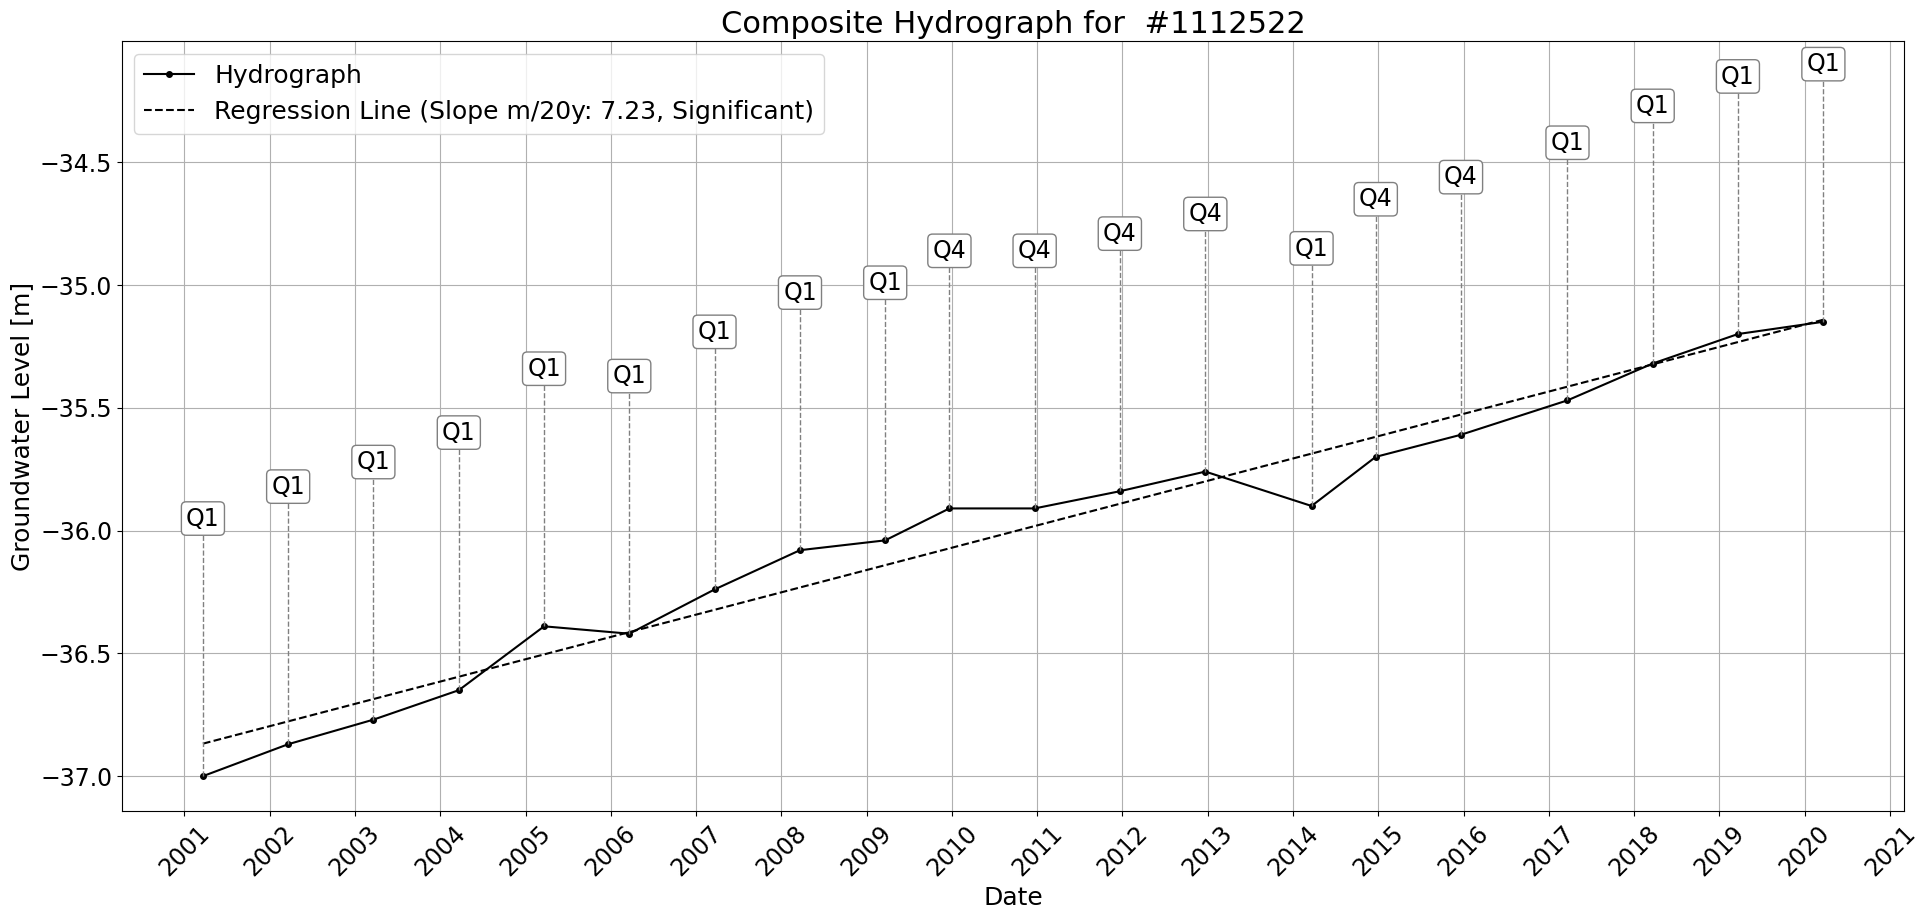 Composite Hydrograph for  #1112522
Hydrograph
Regression Line (Slope m/20y: 7.23, Significant)
Groundwater Level [m]
−34.5
−35.0
−35.5
−36.0
−36.5
−37.0
Q1
Q1
Q1
Q1
Q1
Q1
Q1
Q1
Q1
Q4
Q4
Q4
Q4
Q1
Q4
Q4
Q1
Q1
Q1
Q1
2001
2002
2003
2004
2005
2006
2007
2008
2009
2010
2011
2012
2013
2014
2015
2016
2017
2018
2019
2020
2021
Date